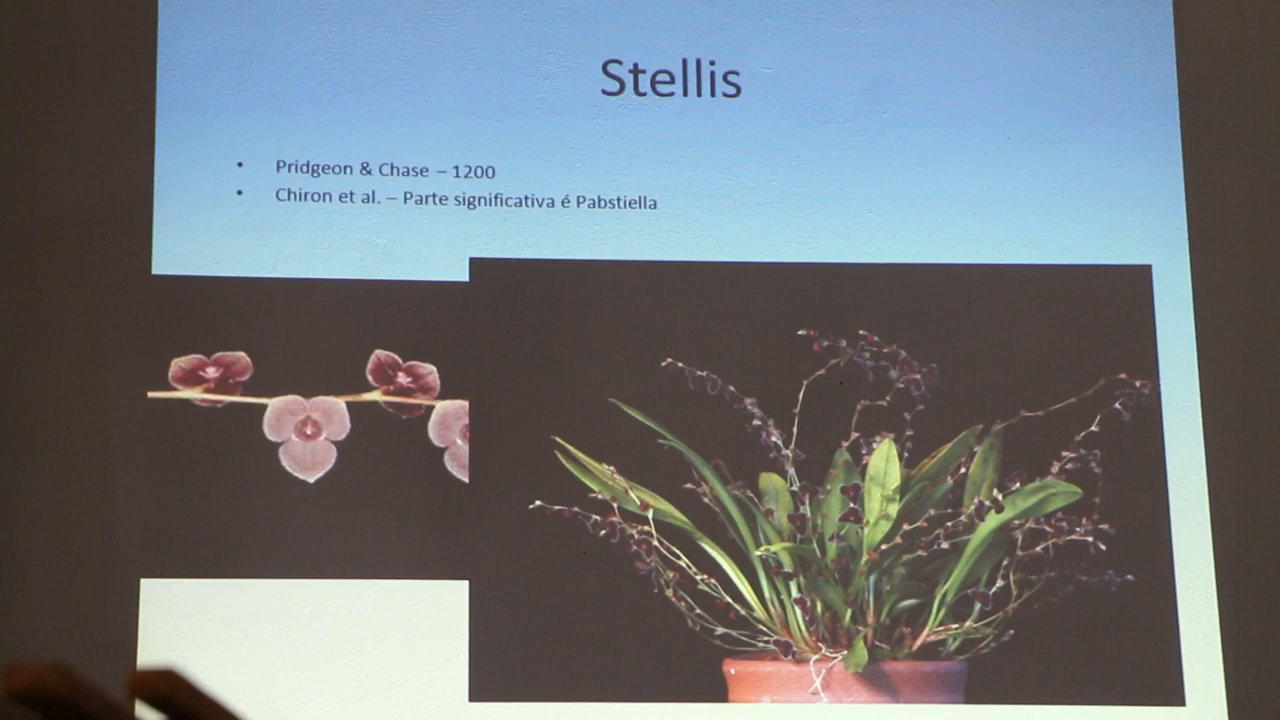 Stellis
• Pridgeon & Chase – 1200
• Chiron et al. – Parte significativa é Pabstiella